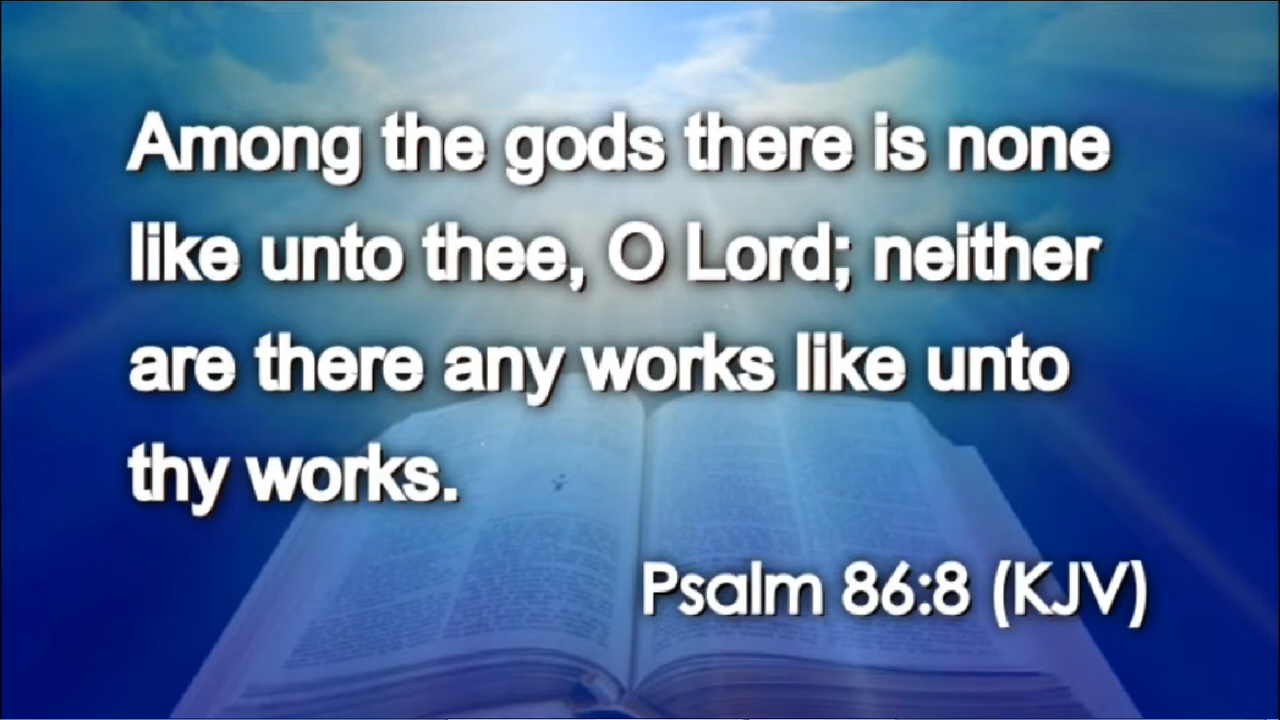 Among the gods there is none
like unto thee, O Lord; neither
are there any works like unto
thy works.
Psalm 86:8 (KJV)